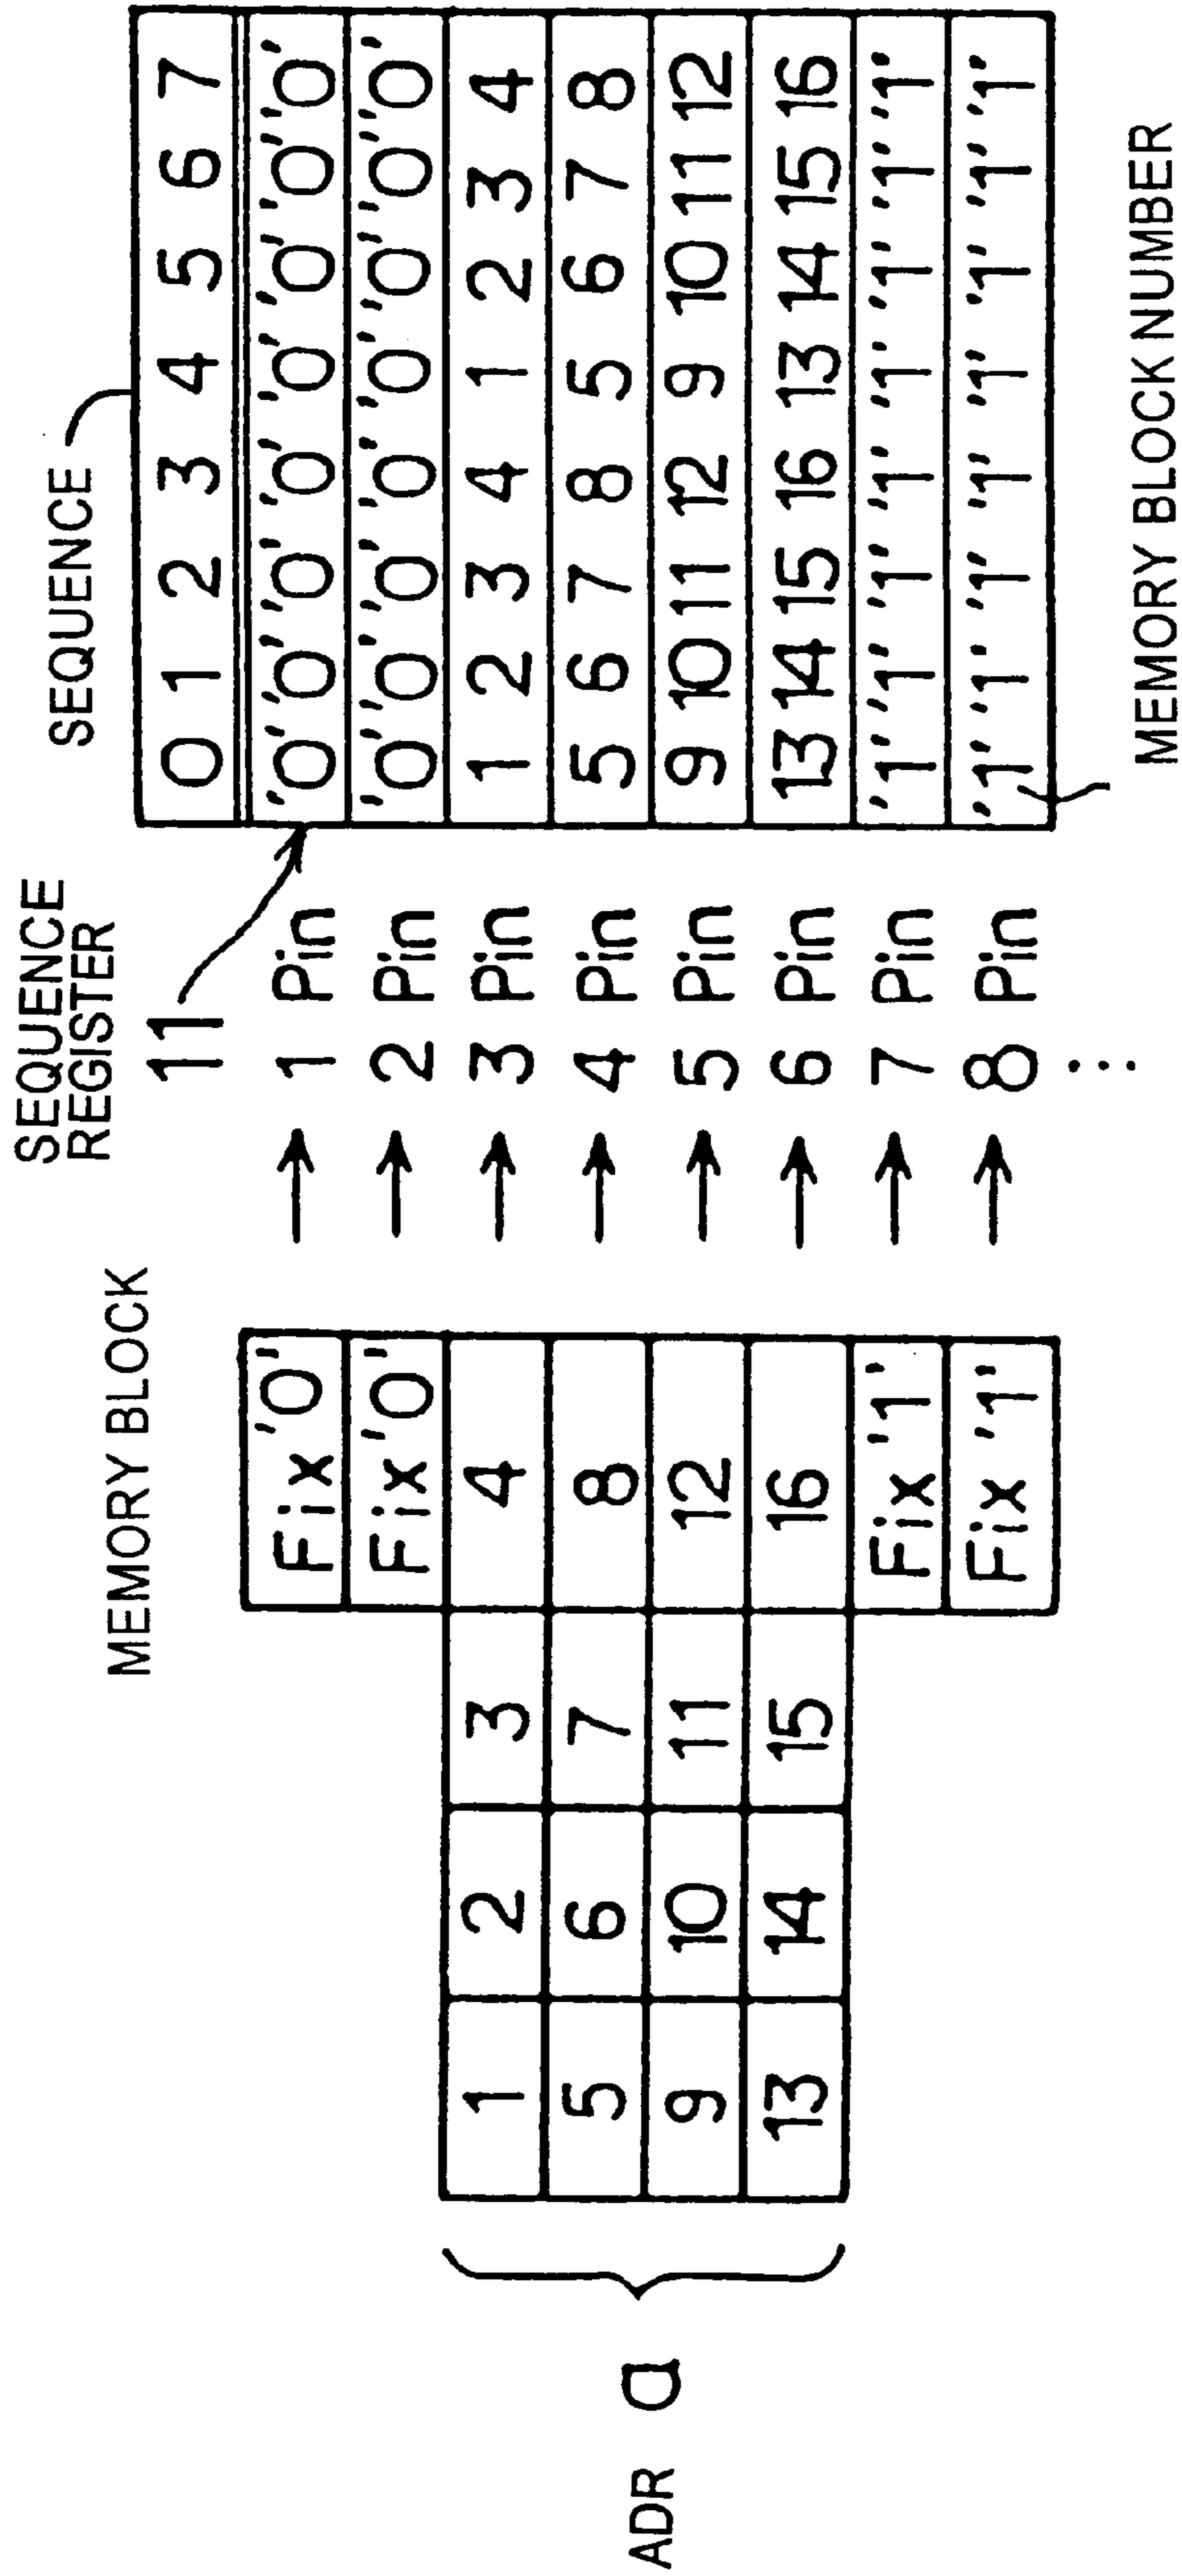 SEQUENCE
SEQUENCE REGISTER
11
MEMORY BLOCK
0 1 2 3 4 5 6 7
Fix '0' 1 Pin '0' '0' '0' '0' '0' '0' '0' '0'
Fix '0' 2 Pin '0' '0' '0' '0' '0' '0' '0' '0'
1 2 3 4 3 Pin 1 2 3 4 1 2 3 4
5 6 7 8 4 Pin 5 6 7 8 5 6 7 8
9 10 11 12 5 Pin 9 10 11 12 9 10 11 12
13 14 15 16 6 Pin 13 14 15 16 13 14 15 16
Fix '1' 7 Pin '1' '1' '1' '1' '1' '1' '1' '1'
Fix '1' 8 Pin '1' '1' '1' '1' '1' '1' '1' '1'
ADR a
MEMORY BLOCK NUMBER